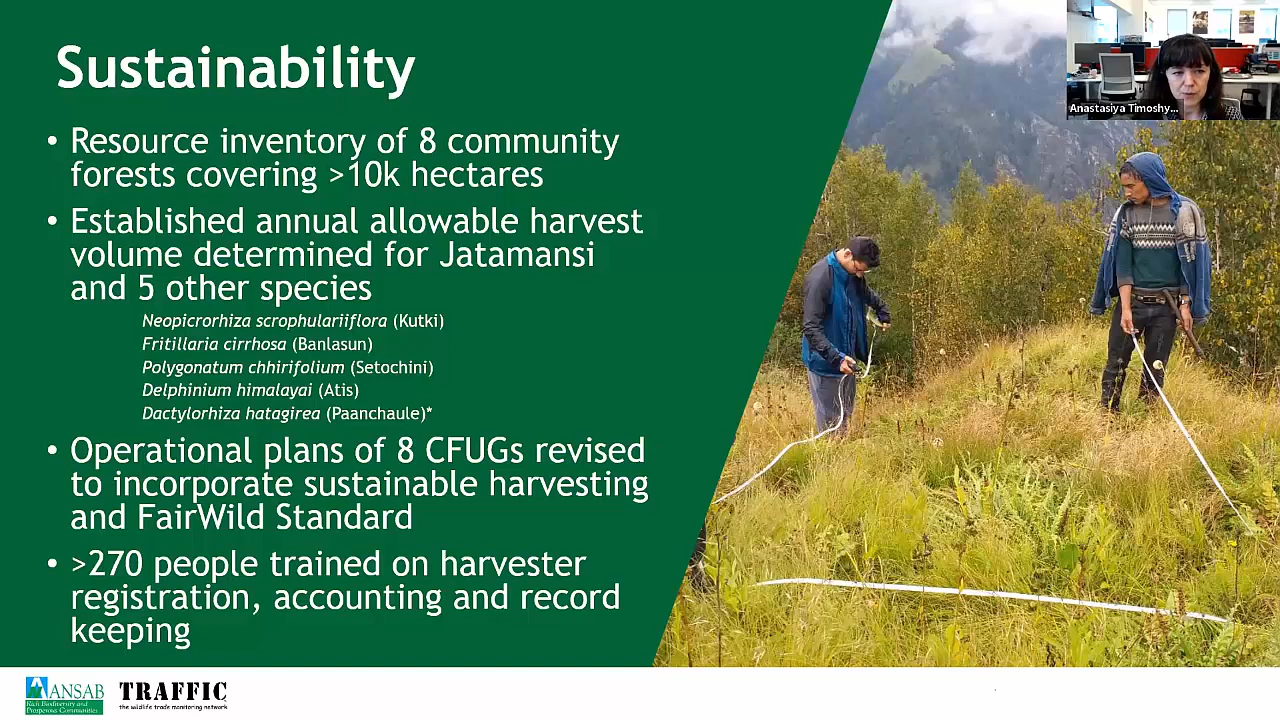 Sustainability
Anastasiya Timoshy...
• Resource inventory of 8 community
forests covering >10k hectares
• Established annual allowable harvest
volume determined for Jatamansi
and 5 other species
Neopicrorhiza scrophulariiflora (Kutki)
Fritillaria cirrhosa (Banlasun)
Polygonatum chhirifolium (Setochini)
Delphinium himalayai (Atis)
Dactylorhiza hatagirea (Paanchaule)*
• Operational plans of 8 CFUGs revised
to incorporate sustainable harvesting
and FairWild Standard
• >270 people trained on harvester
registration, accounting and record
keeping
ANSAB
Rich Biodiversity and
Prosperous Communities
TRAFFIC
the wildlife trade monitoring network